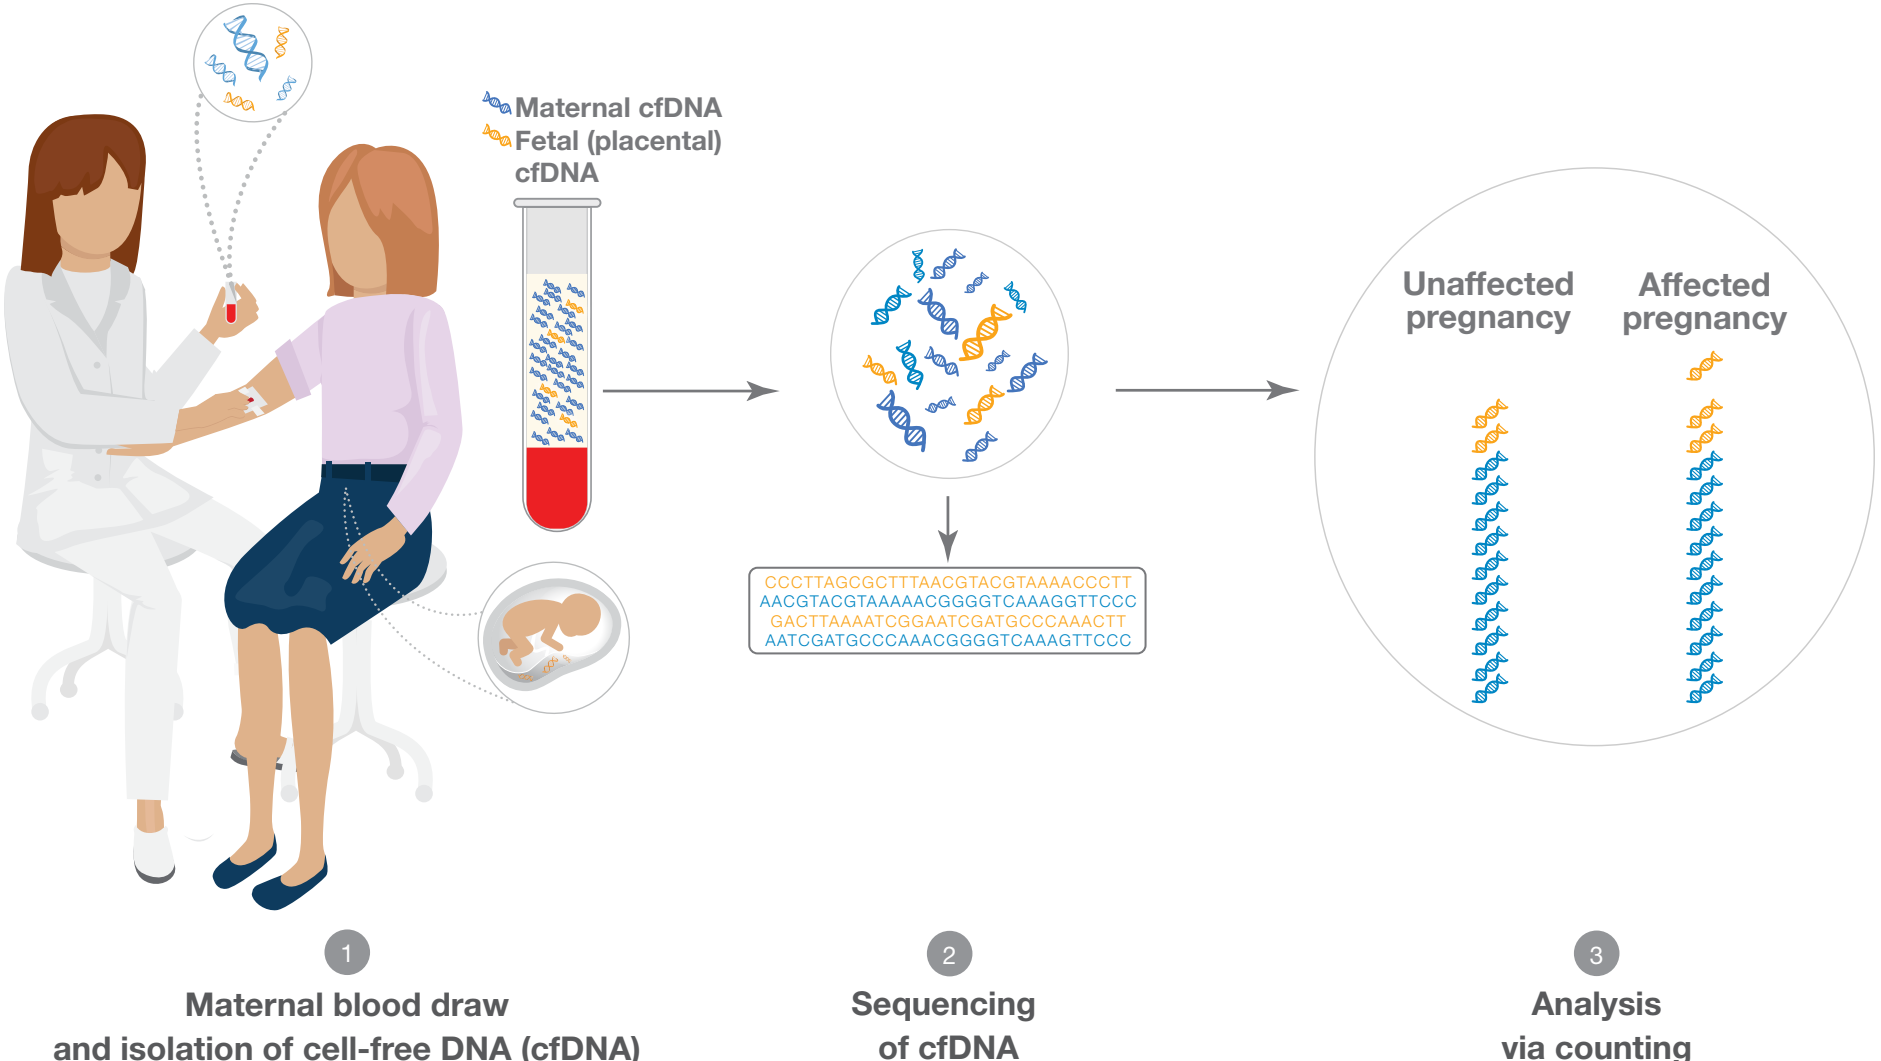 Maternal cfDNA
Fetal (placental)
cfDNA
Unaffected
pregnancy
Affected
pregnancy
CCCTTAGCGCTTTAACGTACGTAAAACCCTT
AACGTACGTAAAAACGGGGTCAAAGGTTCCC
GACTTAAAATCGGAATCGATGCCCAAACTT
AATCGATGCCCAAACGGGGTCAAAGTTCCC
1
Maternal blood draw
and isolation of cell-free DNA (cfDNA)
2
Sequencing
of cfDNA
3
Analysis
via counting